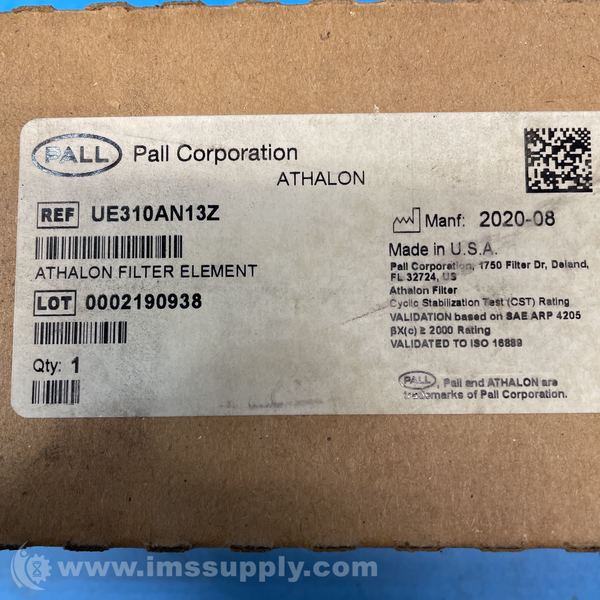 PALL Pall Corporation
ATHALON
REF UE310AN13Z
ATHALON FILTER ELEMENT
LOT 0002190938
Qty: 1
Manf: 2020-08
Made in U.S.A.
Pall Corporation, 1750 Filter Dr, Deland,
FL 32724, US
Athalon Filter
Cyclic Stabilization Test (CST) Rating
VALIDATION based on SAE ARP 4205
βX(c) ≥ 2000 Rating
VALIDATED TO ISO 16889
PALL, Pall and ATHALON are
trademarks of Pall Corporation.
© www.imssupply.com